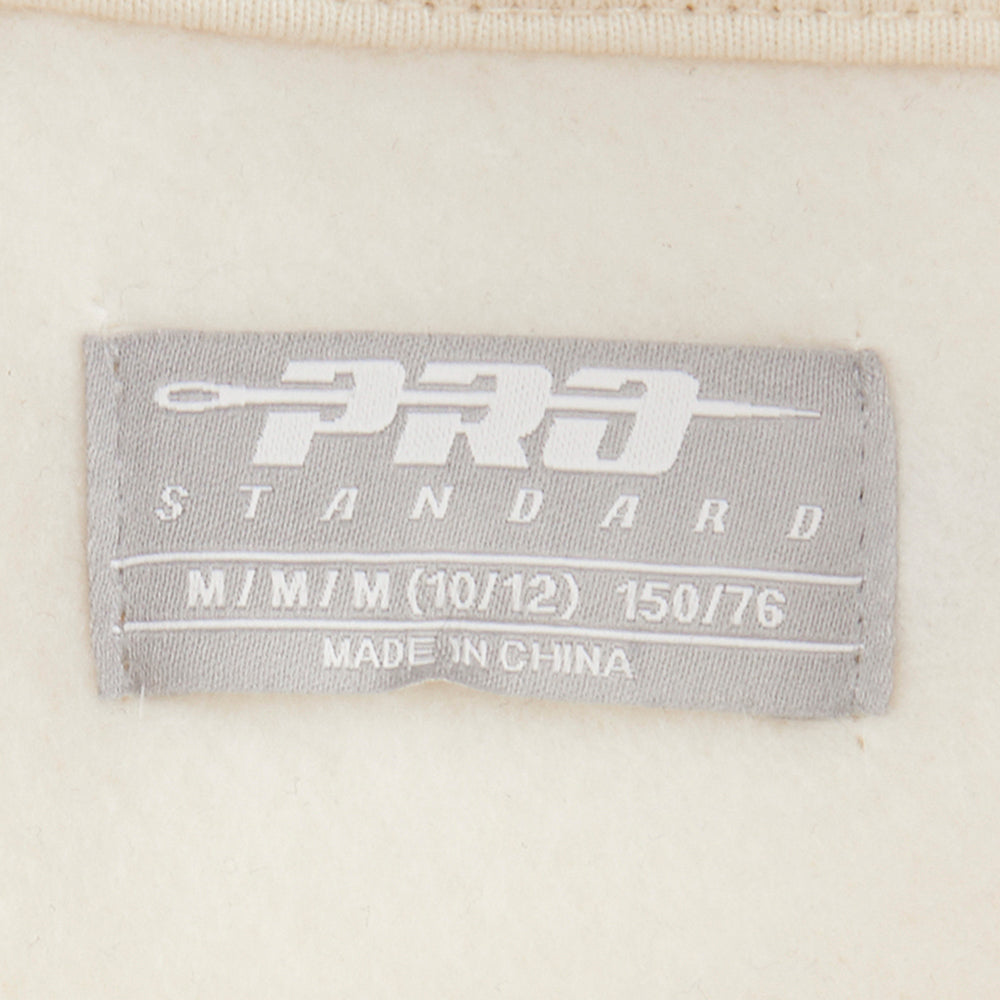 PRO
STANDARD
M/M/M (10/12) 150/76
MADE IN CHINA